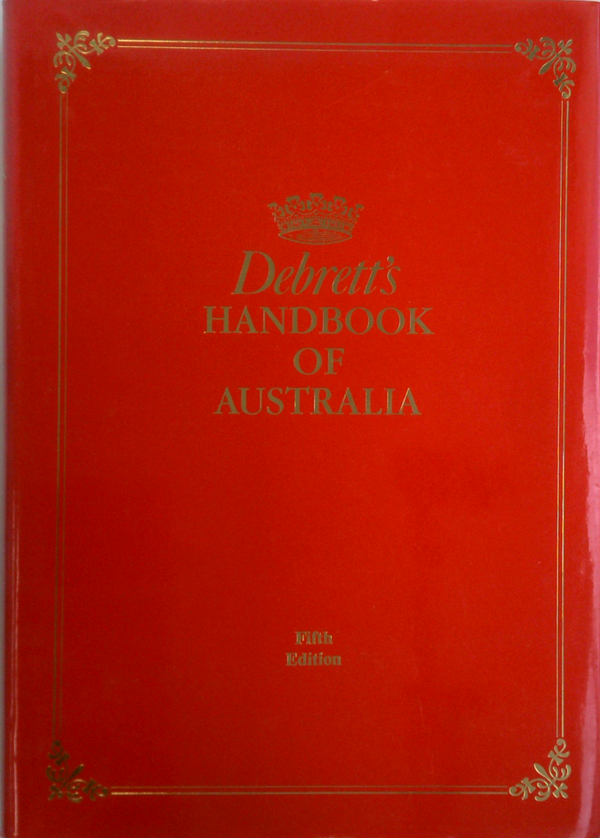 Debrett's
HANDBOOK
OF
AUSTRALIA
Fifth
Edition